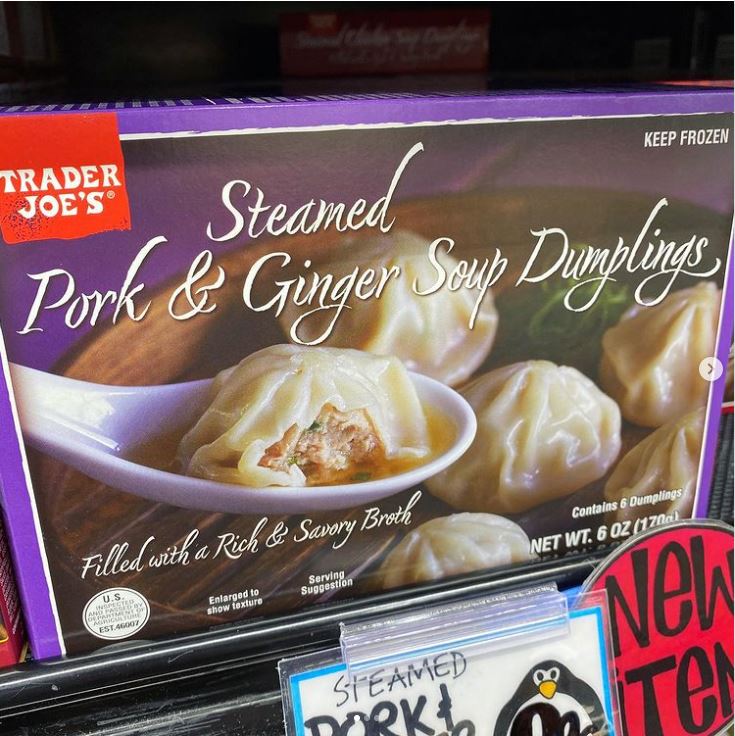 KEEP FROZEN
TRADER
JOE'S®
Steamed
Pork & Ginger Soup Dumplings
Filled with a Rich & Savory Broth
Contains 6 Dumplings
NET WT. 6 OZ (170g)
U.S.
INSPECTED
AND PASSED BY
DEPARTMENT OF
AGRICULTURE
EST.46007
Enlarged to
show texture
Serving
Suggestion
NEW
ITEM
STEAMED
PORK &